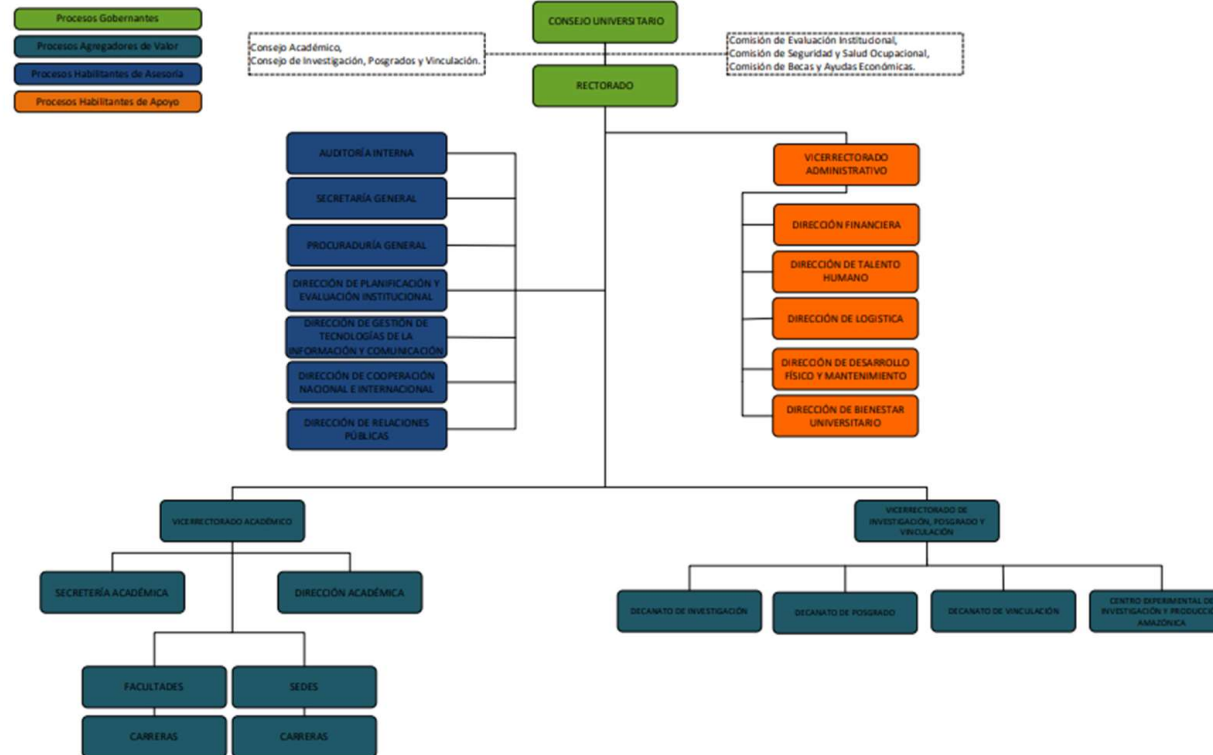 Procesos Gobernantes
Procesos Agregadores de Valor
Procesos Habilitantes de Asesoría
Procesos Habilitantes de Apoyo
CONSEJO UNIVERSITARIO
Consejo Académico,
Consejo de Investigación, Posgrados y Vinculación.
Comisión de Evaluación Institucional,
Comisión de Seguridad y Salud Ocupacional,
Comisión de Becas y Ayudas Económicas.
RECTORADO
AUDITORÍA INTERNA
SECRETARÍA GENERAL
PROCURADURÍA GENERAL
DIRECCIÓN DE PLANIFICACIÓN Y
EVALUACIÓN INSTITUCIONAL
DIRECCIÓN DE GESTIÓN DE
TECNOLOGÍAS DE LA
INFORMACIÓN Y COMUNICACIÓN
DIRECCIÓN DE COOPERACIÓN
NACIONAL E INTERNACIONAL
DIRECCIÓN DE RELACIONES
PÚBLICAS
VICERRECTORADO
ADMINISTRATIVO
DIRECCIÓN FINANCIERA
DIRECCIÓN DE TALENTO
HUMANO
DIRECCIÓN DE LOGISTICA
DIRECCIÓN DE DESARROLLO
FÍSICO Y MANTENIMIENTO
DIRECCIÓN DE BIENESTAR
UNIVERSITARIO
VICERRECTORADO ACADÉMICO
SECRETERÍA ACADÉMICA
DIRECCIÓN ACADÉMICA
FACULTADES
SEDES
CARRERAS
CARRERAS
VICERRECTORADO DE
INVESTIGACIÓN, POSGRADO Y
VINCULACIÓN
DECANATO DE INVESTIGACIÓN
DECANATO DE POSGRADO
DECANATO DE VINCULACIÓN
CENTRO EXPERIMENTAL DE
INVESTIGACIÓN Y PRODUCCI
AMAZÓNICA